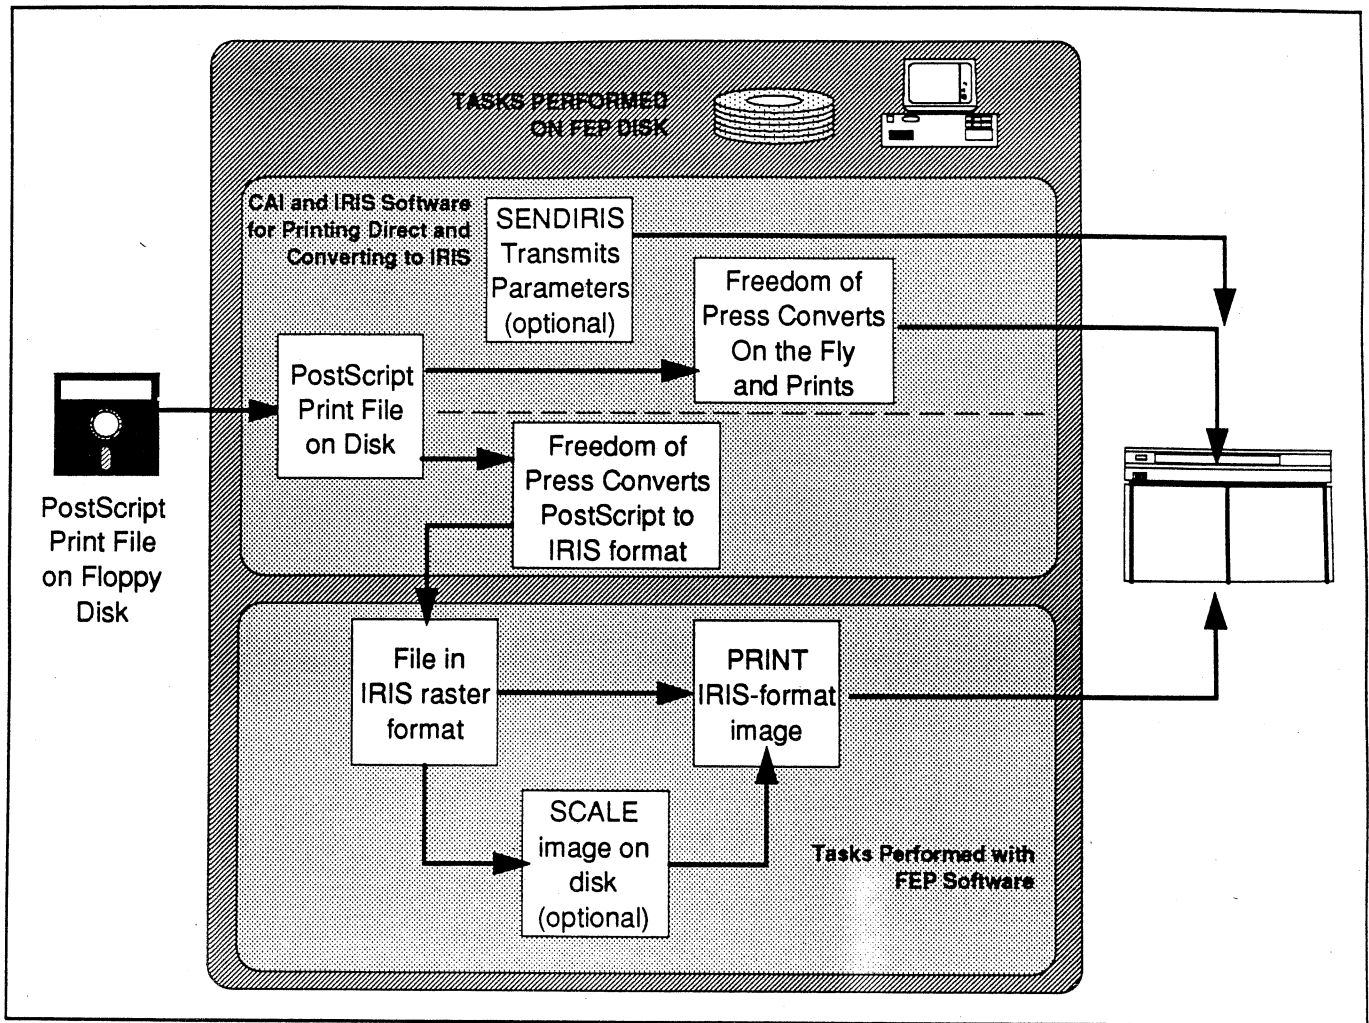 TASKS PERFORMED
ON FEP DISK
CAI and IRIS Software
for Printing Direct and
Converting to IRIS
SENDIRIS
Transmits
Parameters
(optional)
Freedom of
Press Converts
On the Fly
and Prints
PostScript
Print File
on Disk
Freedom of
Press Converts
PostScript to
IRIS format
PostScript
Print File
on Floppy
Disk
File in
IRIS raster
format
PRINT
IRIS-format
image
SCALE
image on
disk
(optional)
Tasks Performed with
FEP Software